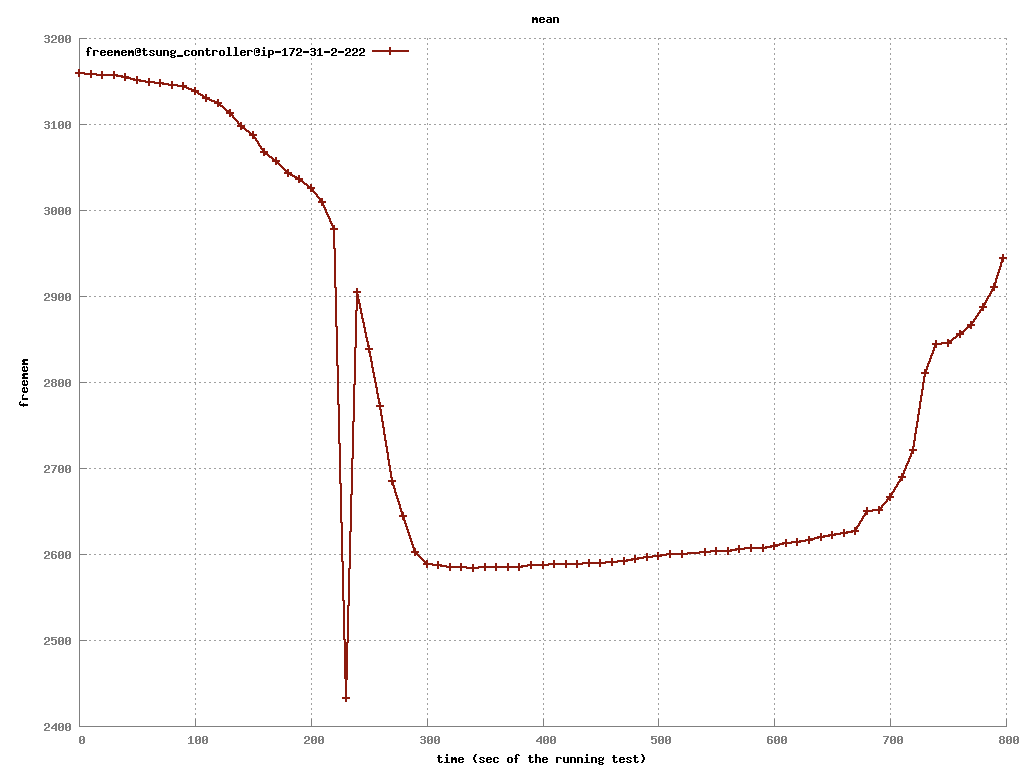 mean
3200
freemem@tsung_controller@ip-172-31-2-222
3100
3000
2900
2800
2700
2600
2500
2400
freemem
0 100 200 300 400 500 600 700 800
time (sec of the running test)